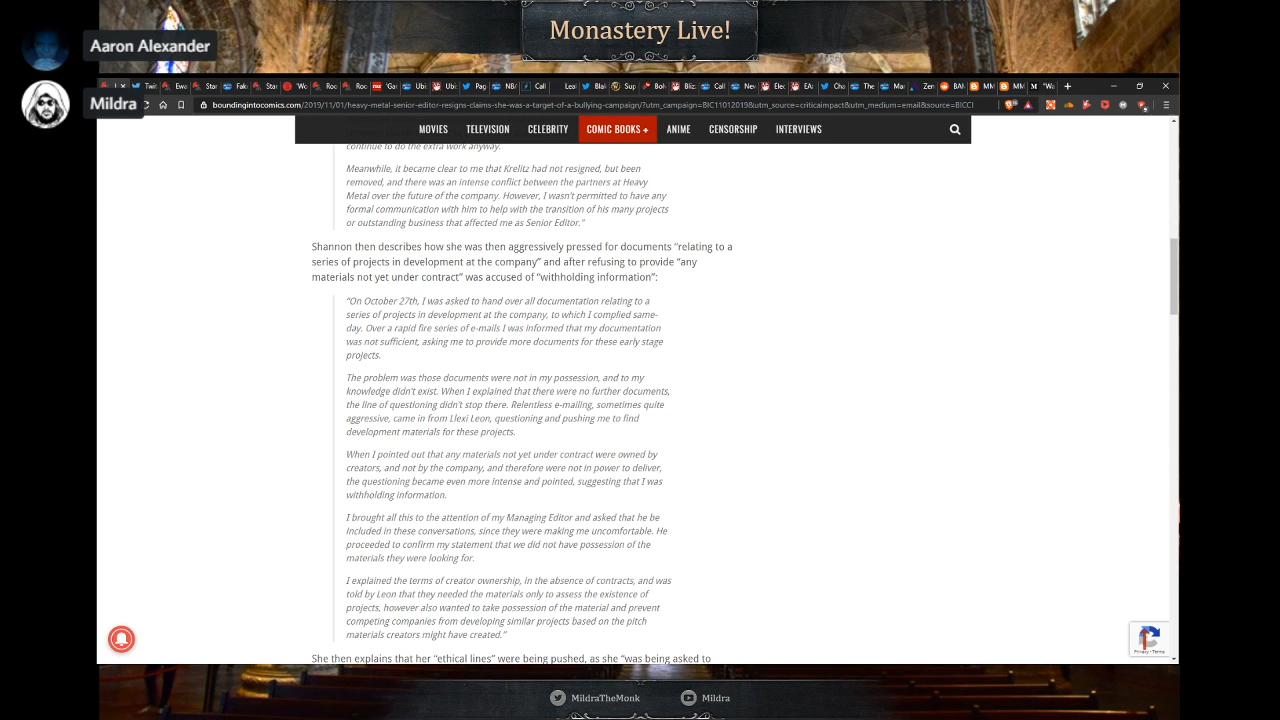 Monastery Live!
Aaron Alexander
Mildra
boundingintocomics.com/2019/11/01/heavy-metal-senior-editor-resigns-claims-she-was-a-target-of-a-bullying-campaign/?utm_campaign=BIC11012019&utm_source=criticalimpact&utm_medium=email&source=BICCI
MOVIES TELEVISION CELEBRITY COMIC BOOKS + ANIME CENSORSHIP INTERVIEWS
continue to do the extra work anyway.
Meanwhile, it became clear to me that Krelitz had not resigned, but been
removed, and there was an intense conflict between the partners at Heavy
Metal over the future of the company. However, I wasn't permitted to have any
formal communication with him to help with the transition of his many projects
or outstanding business that affected me as Senior Editor."
Shannon then describes how she was then aggressively pressed for documents "relating to a
series of projects in development at the company" and after refusing to provide "any
materials not yet under contract" was accused of "withholding information":
"On October 27th, I was asked to hand over all documentation relating to a
series of projects in development at the company, to which I complied same-
day. Over a rapid fire series of e-mails I was informed that my documentation
was not sufficient, asking me to provide more documents for these early stage
projects.
The problem was those documents were not in my possession, and to my
knowledge didn't exist. When I explained that there were no further documents,
the line of questioning didn't stop there. Relentless e-mailing, sometimes quite
aggressive, came in from Llexi Leon, questioning and pushing me to find
development materials for these projects.
When I pointed out that any materials not yet under contract were owned by
creators, and not by the company, and therefore were not in power to deliver,
the questioning became even more intense and pointed, suggesting that I was
withholding information.
I brought all this to the attention of my Managing Editor and asked that he be
included in these conversations, since they were making me uncomfortable. He
proceeded to confirm my statement that we did not have possession of the
materials they were looking for.
I explained the terms of creator ownership, in the absence of contracts, and was
told by Leon that they needed the materials only to assess the existence of
projects, however also wanted to take possession of the material and prevent
competing companies from developing similar projects based on the pitch
materials creators might have created."
She then explains that her "ethical lines" were being pushed, as she "was being asked to
Privacy - Terms
MildraTheMonk Mildra